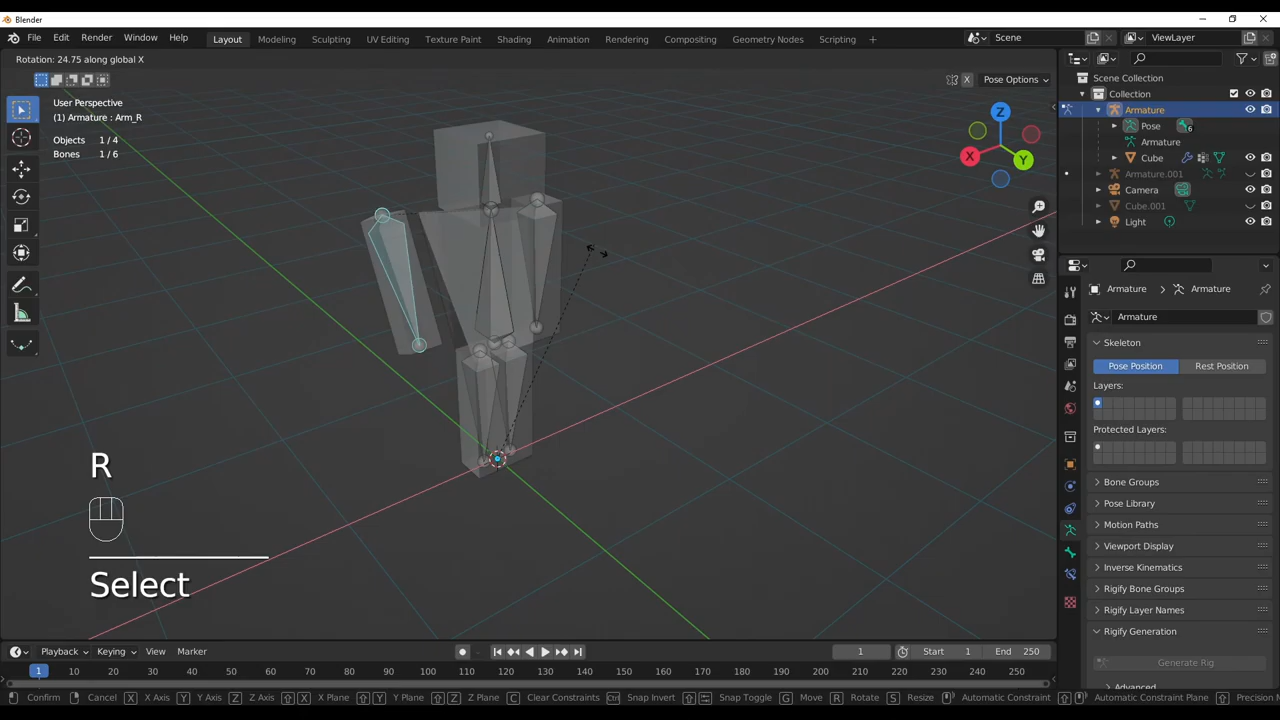 Blender
File Edit Render Window Help Layout Modeling Sculpting UV Editing Texture Paint Shading Animation Rendering Compositing Geometry Nodes Scripting + Scene ViewLayer
Rotation: 24.75 along global X
X Pose Options
User Perspective
(1) Armature : Arm_R
Objects 1/4
Bones 1/6
Z
X
Y
R
Select
Scene Collection
Collection
Armature
Pose 6
Armature
Cube
Armature.001
Camera
Cube.001
Light
Armature > Armature
Armature
Skeleton
Pose Position Rest Position
Layers:
Protected Layers:
Bone Groups
Pose Library
Motion Paths
Viewport Display
Inverse Kinematics
Rigify Bone Groups
Rigify Layer Names
Rigify Generation
Generate Rig
Advanced
Playback Keying View Marker 1 Start 1 End 250
1 10 20 30 40 50 60 70 80 90 100 110 120 130 140 150 160 170 180 190 200 210 220 230 240 250
Confirm Cancel X X Axis Y Y Axis Z Z Axis X X Plane Y Y Plane Z Z Plane C Clear Constraints Snap Invert Snap Toggle G Move R Rotate S Resize Automatic Constraint Automatic Constraint Plane Precision M